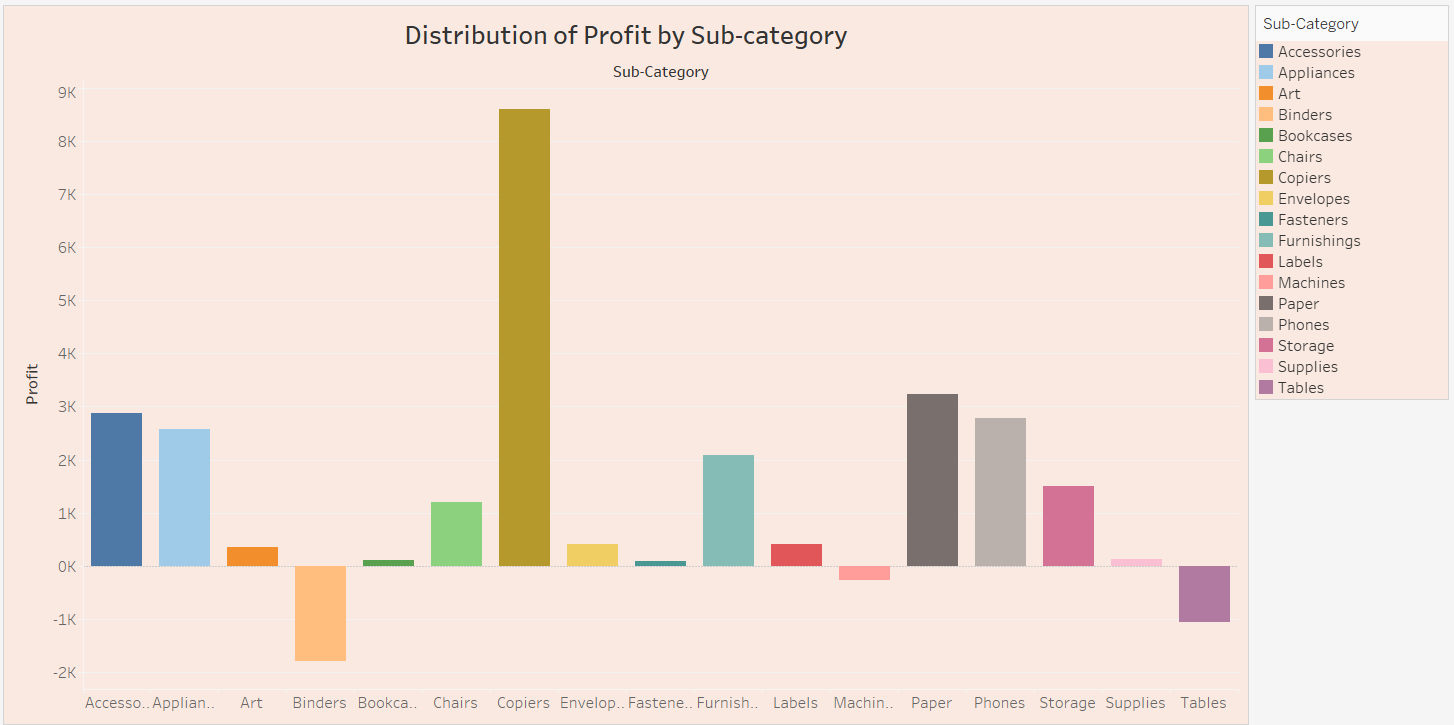 Distribution of Profit by Sub-category
Sub-Category
9K
8K
7K
6K
5K
4K
3K
2K
1K
0K
-1K
-2K
Profit
Accesso.. Applian.. Art Binders Bookca.. Chairs Copiers Envelop.. Fastene.. Furnish.. Labels Machin.. Paper Phones Storage Supplies Tables
Sub-Category
Accessories
Appliances
Art
Binders
Bookcases
Chairs
Copiers
Envelopes
Fasteners
Furnishings
Labels
Machines
Paper
Phones
Storage
Supplies
Tables